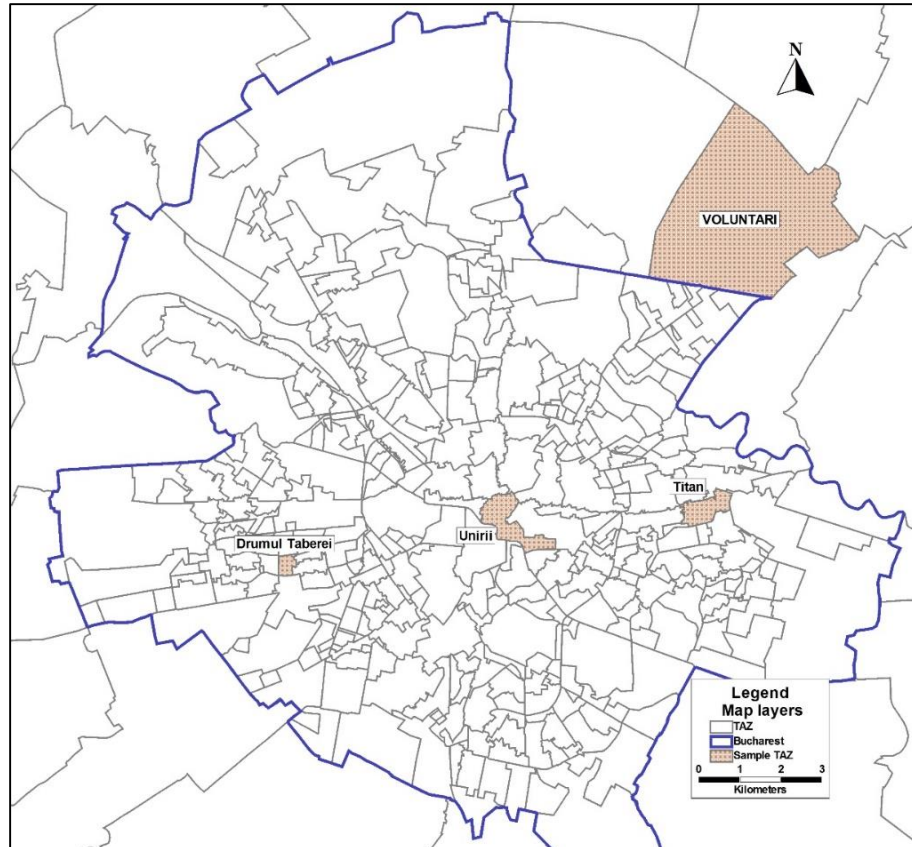 N
VOLUNTARI
Titan
Unirii
Drumul Taberei
Legend
Map layers
TAZ
Bucharest
Sample TAZ
0 1 2 3
Kilometers